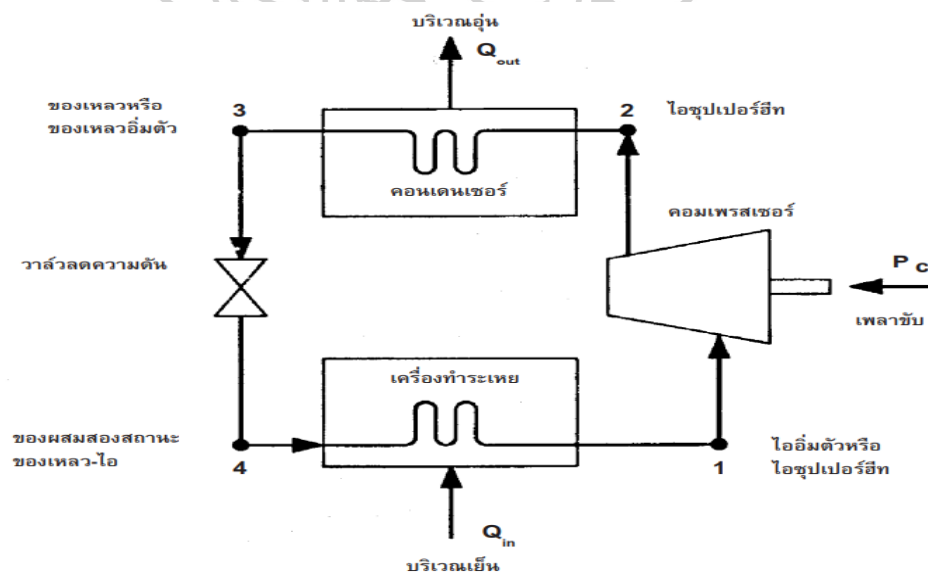 บริเวณอุ่น
Q out
3
ของเหลวหรือ
ของเหลวอิ่มตัว
2
ไอซุปเปอร์ฮีท
คอนเดนเซอร์
คอมเพรสเซอร์
วาล์วลดความดัน
P c
เพลาขับ
เครื่องทำระเหย
ของผสมสองสถานะ
ของเหลว-ไอ
4
1
ไออิ่มตัวหรือ
ไอซุปเปอร์ฮีท
Q in
บริเวณเย็น